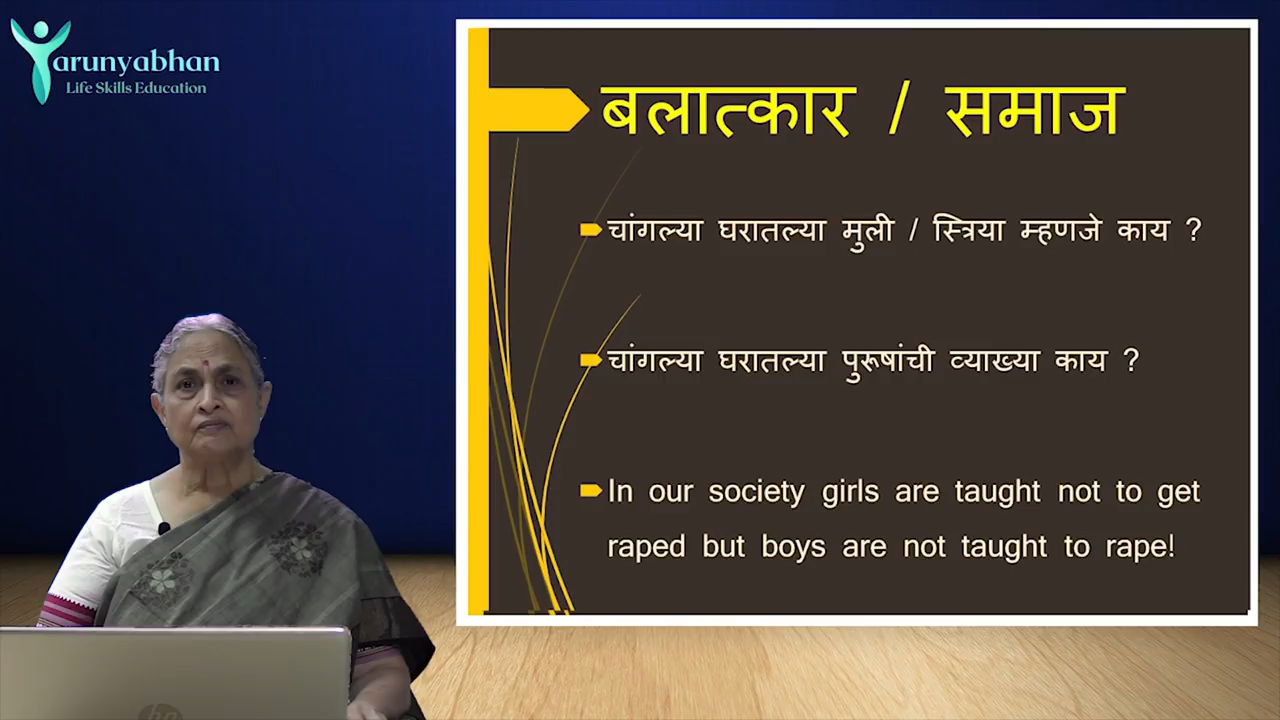 Tarunyabhan
Life Skills Education
बलात्कार / समाज
चांगल्या घरातल्या मुली / स्त्रिया म्हणजे काय ?
चांगल्या घरातल्या पुरूषांची व्याख्या काय ?
In our society girls are taught not to get
raped but boys are not taught to rape!
hp